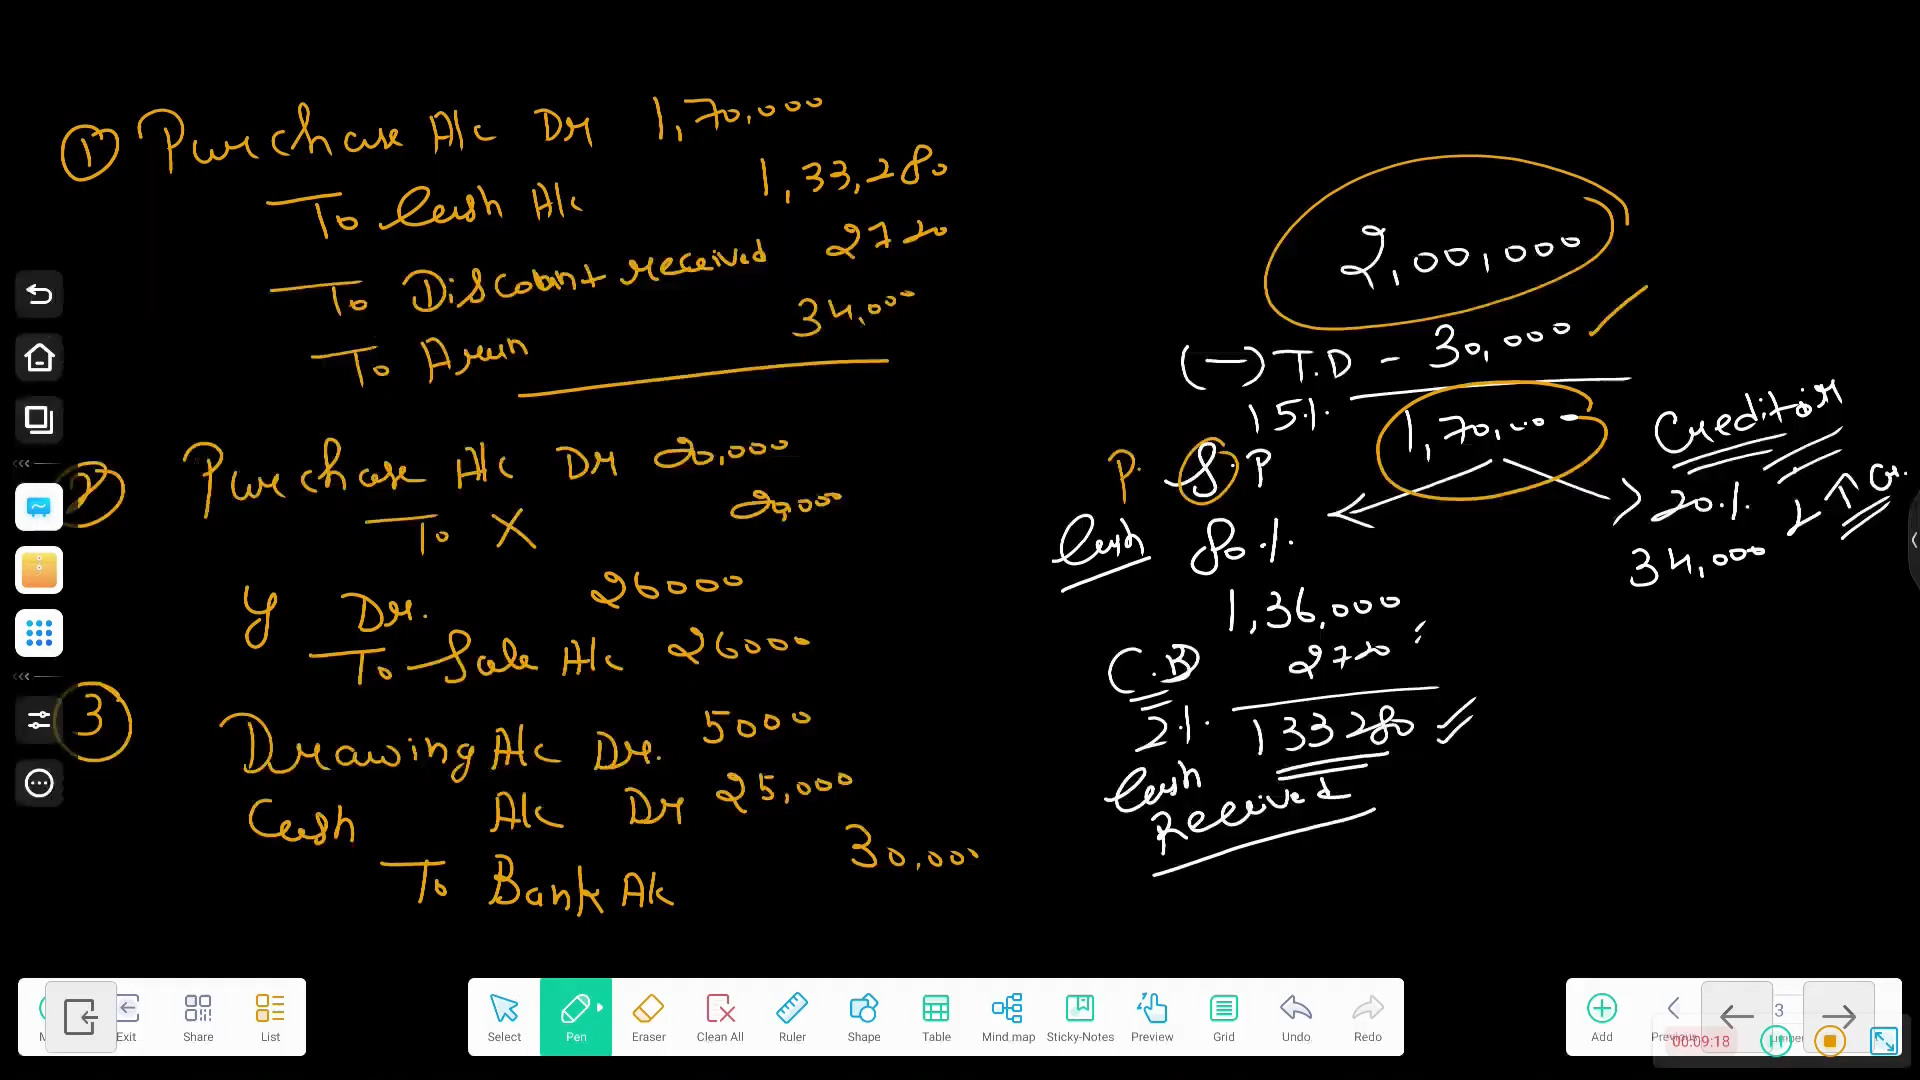 1 Purchase A/c Dr 1,70,000
To Cash A/c 1,33,280
To Discount received 2720
To Arun 34,000
2 Purchase A/c Dr 20,000
To X 20,000
Y Dr. 26000
To Sale A/c 26000
3
Drawing A/c Dr. 5000
Cash A/c Dr 25,000
To Bank A/c 30,000
2,00,000
(-) T.D - 30,000
15%.
1,70,000
Creditor
P. S.P
20%. Cr.
Cash 80%.
34,000
1,36,000
C.D 2720
2%. 133280
Cash
Received
Exit
Share
List
Select
Pen
Eraser
Clean All
Ruler
Shape
Table
Mind map
Sticky-Notes
Preview
Grid
Undo
Redo
Add
3
00:09:18